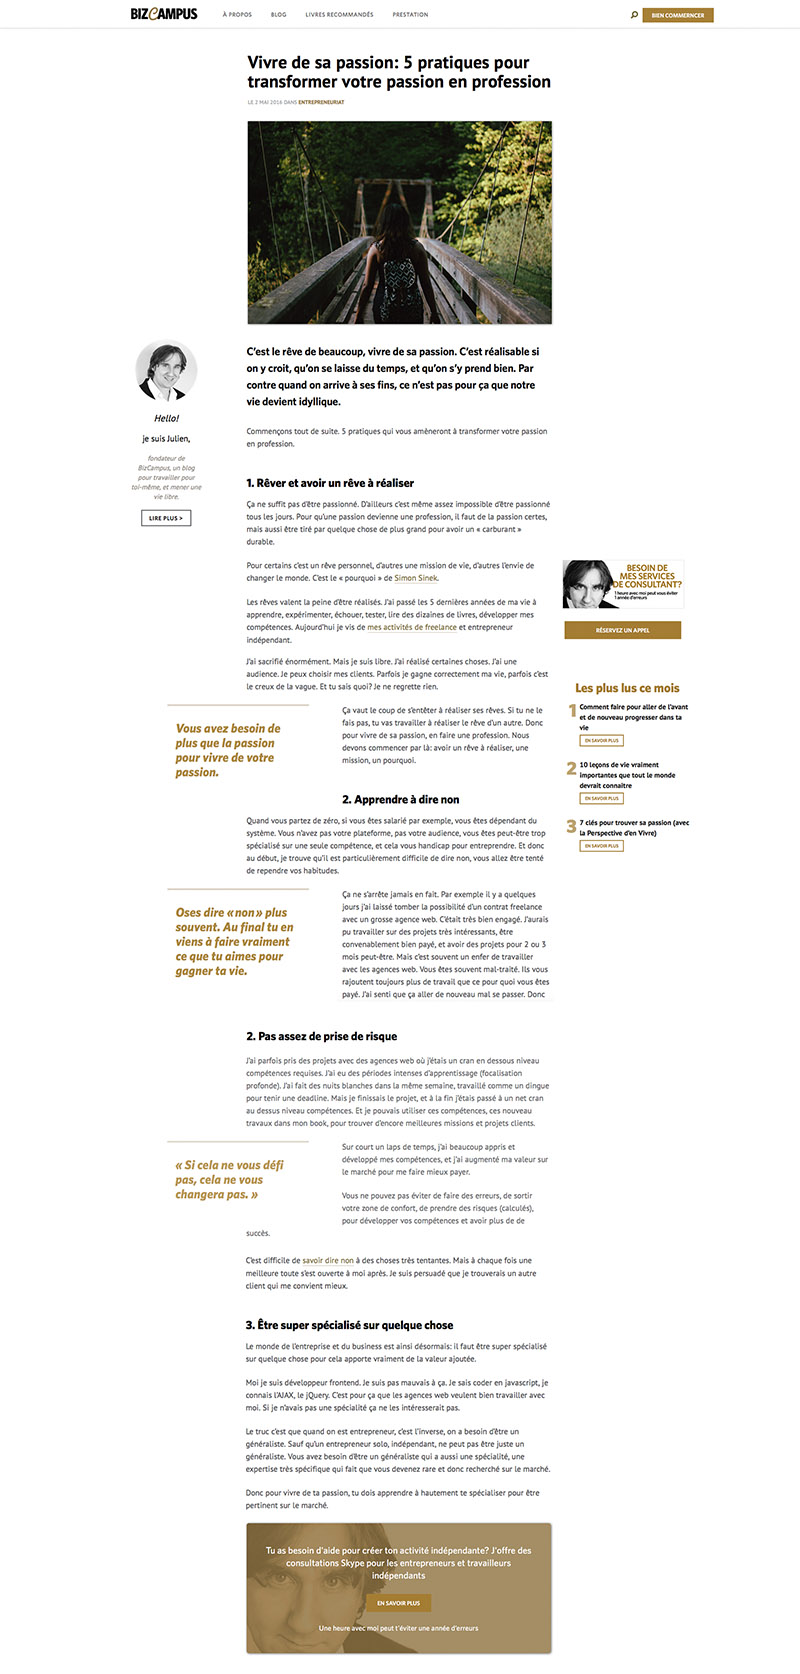 BIZCAMPUS
À PROPOS
BLOG
LIVRES RECOMMANDÉS
PRESTATION
BIEN COMMERNCER
Vivre de sa passion: 5 pratiques pour
transformer votre passion en profession
LE 2 MAI 2016 DANS ENTREPRENEURIAT
Hello!
je suis Julien,
fondateur de
BizCampus, un blog
pour travailler pour
toi-même, et mener une
vie libre.
LIRE PLUS >
C'est le rêve de beaucoup, vivre de sa passion. C'est réalisable si
on y croit, qu'on se laisse du temps, et qu'on s'y prend bien. Par
contre quand on arrive à ses fins, ce n'est pas pour ça que notre
vie devient idyllique.
Commençons tout de suite. 5 pratiques qui vous amèneront à transformer votre passion
en profession.
1. Rêver et avoir un rêve à réaliser
Ça ne suffit pas d'être passionné. D'ailleurs c'est même assez impossible d'être passionné
tous les jours. Pour qu'une passion devienne une profession, il faut de la passion certes,
mais aussi être tiré par quelque chose de plus grand pour avoir un « carburant »
durable.
Pour certains c'est un rêve personnel, d'autres une mission de vie, d'autres l'envie de
changer le monde. C'est le « pourquoi » de Simon Sinek.
Les rêves valent la peine d'être réalisés. J'ai passé les 5 dernières années de ma vie à
apprendre, expérimenter, échouer, tester, lire des dizaines de livres, développer mes
compétences. Aujourd'hui je vis de mes activités de freelance et entrepreneur
indépendant.
J'ai sacrifié énormément. Mais je suis libre. J'ai réalisé certaines choses. J'ai une
audience. Je peux choisir mes clients. Parfois je gagne correctement ma vie, parfois c'est
le creux de la vague. Et tu sais quoi? Je ne regrette rien.
Vous avez besoin de
plus que la passion
pour vivre de votre
passion.
Ça vaut le coup de s'entêter à réaliser ses rêves. Si tu ne le
fais pas, tu vas travailler à réaliser le rêve d'un autre. Donc
pour vivre de sa passion, en faire une profession. Nous
devons commencer par là: avoir un rêve à réaliser, une
mission, un pourquoi.
2. Apprendre à dire non
Quand vous partez de zéro, si vous êtes salarié par exemple, vous êtes dépendant du
système. Vous n'avez pas votre plateforme, pas votre audience, vous êtes peut-être trop
spécialisé sur une seule compétence, et cela vous handicap pour entreprendre. Et donc
au début, je trouve qu'il est particulièrement difficile de dire non, vous allez être tenté
de rependre vos habitudes.
Oses dire «non» plus
souvent. Au final tu en
viens à faire vraiment
ce que tu aimes pour
gagner ta vie.
Ça ne s'arrête jamais en fait. Par exemple il y a quelques
jours j'ai laissé tomber la possibilité d'un contrat freelance
avec un grosse agence web. C'était très bien engagé. J'aurais
pu travailler sur des projets très intéressants, être
convenablement bien payé, et avoir des projets pour 2 ou 3
mois peut-être. Mais c'est souvent un enfer de travailler
avec les agences web. Vous êtes souvent mal-traité. Ils vous
rajoutent toujours plus de travail que ce pour quoi vous êtes
payé. J'ai senti que ça aller de nouveau mal se passer. Donc
2. Pas assez de prise de risque
J'ai parfois pris des projets avec des agences web où j'étais un cran en dessous niveau
compétences requises. J'ai eu des périodes intenses d'apprentissage (focalisation
profonde). J'ai fait des nuits blanches dans la même semaine, travaillé comme un dingue
pour tenir une deadline. Mais je finissais le projet, et à la fin j'étais passé à un net cran
au dessus niveau compétences. Et je pouvais utiliser ces compétences, ces nouveau
travaux dans mon book, pour trouver d'encore meilleures missions et projets clients.
« Si cela ne vous défi
pas, cela ne vous
changera pas. »
Sur court un laps de temps, j'ai beaucoup appris et
développé mes compétences, et j'ai augmenté ma valeur sur
le marché pour me faire mieux payer.
Vous ne pouvez pas éviter de faire des erreurs, de sortir
votre zone de confort, de prendre des risques (calculés),
pour développer vos compétences et avoir plus de de
succès.
C'est difficile de savoir dire non à des choses très tentantes. Mais à chaque fois une
meilleure toute s'est ouverte à moi après. Je suis persuadé que je trouverais un autre
client qui me convient mieux.
3. Être super spécialisé sur quelque chose
Le monde de l'entreprise et du business est ainsi désormais: il faut être super spécialisé
sur quelque chose pour cela apporte vraiment de la valeur ajoutée.
Moi je suis développeur frontend. Je suis pas mauvais à ça. Je sais coder en javascript, je
connais l'AJAX, le jQuery. C'est pour ça que les agences web veulent bien travailler avec
moi. Si je n'avais pas une spécialité ça ne les intéresserait pas.
Le truc c'est que quand on est entrepreneur, c'est l'inverse, on a besoin d'être un
généraliste. Sauf qu'un entrepreneur solo, indépendant, ne peut pas être juste un
généraliste. Vous avez besoin d'être un généraliste qui a aussi une spécialité, une
expertise très spécifique qui fait que vous devenez rare et donc recherché sur le marché.
Donc pour vivre de ta passion, tu dois apprendre à hautement te spécialiser pour être
pertinent sur le marché.
Tu as besoin d'aide pour créer ton activité indépendante? J'offre des
consultations Skype pour les entrepreneurs et travailleurs
indépendants
EN SAVOIR PLUS
Une heure avec moi peut t'éviter une année d'erreurs
BESOIN DE
MES SERVICES
DE CONSULTANT?
1 heure avec moi peut vous éviter
1 année d'erreurs
RÉSERVEZ UN APPEL
Les plus lus ce mois
1 Comment faire pour aller de l'avant
et de nouveau progresser dans ta
vie
EN SAVOIR PLUS
2 10 leçons de vie vraiment
importantes que tout le monde
devrait connaitre
EN SAVOIR PLUS
3 7 clés pour trouver sa passion (avec
la Perspective d'en Vivre)
EN SAVOIR PLUS